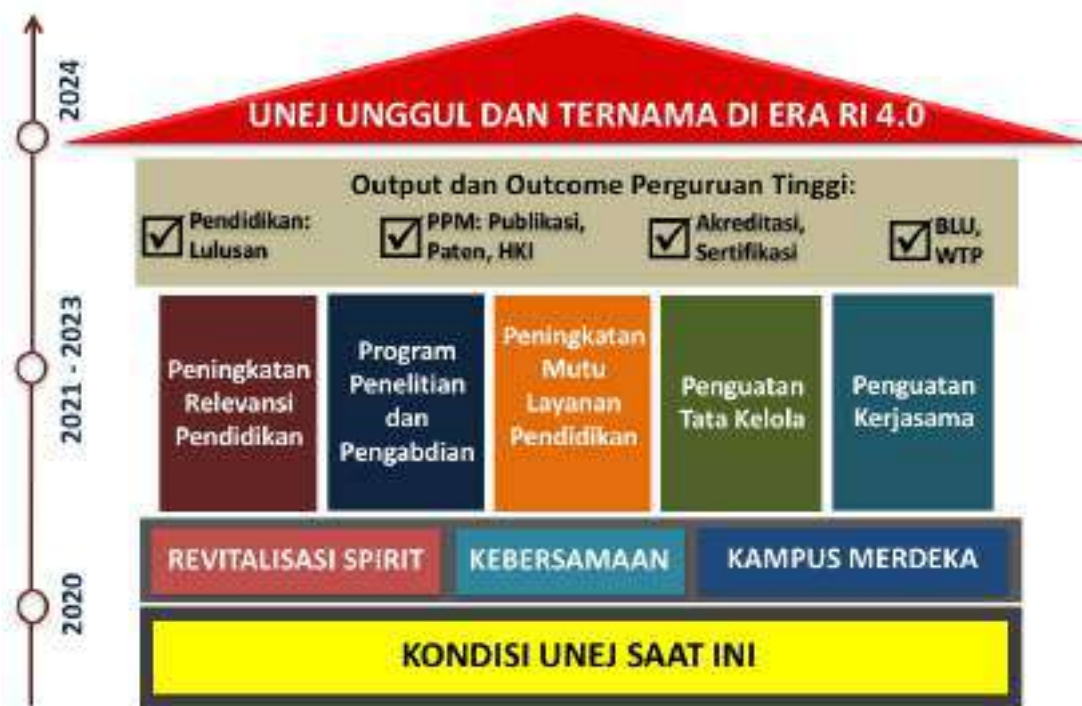 2024
UNEJ UNGGUL DAN TERNAMA DI ERA RI 4.0
Output dan Outcome Perguruan Tinggi:
Pendidikan:
Lulusan
PPM: Publikasi,
Paten, HKI
Akreditasi,
Sertifikasi
BLU,
WTP
2021 - 2023
Peningkatan
Relevansi
Pendidikan
Program
Penelitian
dan
Pengabdian
Peningkatan
Mutu
Layanan
Pendidikan
Penguatan
Tata Kelola
Penguatan
Kerjasama
2020
REVITALISASI SPIRIT
KEBERSAMAAN
KAMPUS MERDEKA
KONDISI UNEJ SAAT INI